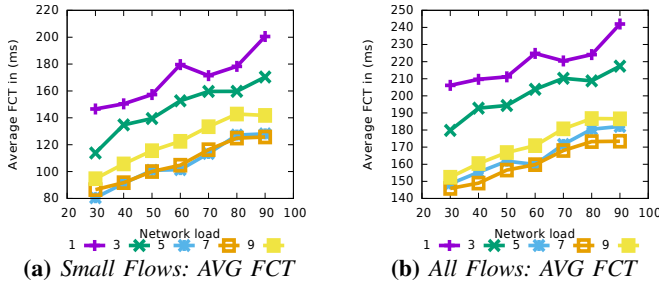 Average FCT in (ms)
220
200
180
160
140
120
100
80
20 30 40 50 60 70 80 90 100
Network load
1 3 5 7 9
(a) Small Flows: AVG FCT
Average FCT in (ms)
250
240
230
220
210
200
190
180
170
160
150
140
20 30 40 50 60 70 80 90 100
Network load
1 3 5 7 9
(b) All Flows: AVG FCT